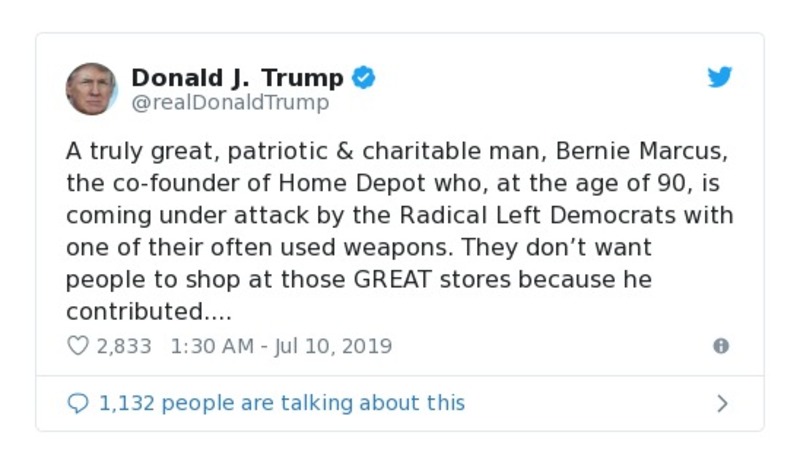 Donald J. Trump
@realDonaldTrump
A truly great, patriotic & charitable man, Bernie Marcus,
the co-founder of Home Depot who, at the age of 90, is
coming under attack by the Radical Left Democrats with
one of their often used weapons. They don’t want
people to shop at those GREAT stores because he
contributed....
2,833 1:30 AM - Jul 10, 2019
1,132 people are talking about this